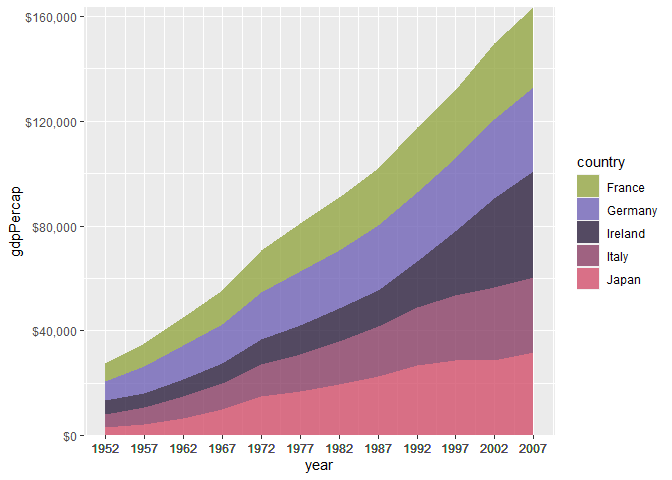 $160,000
$120,000
$80,000
$40,000
$0
gdpPercap
1952 1957 1962 1967 1972 1977 1982 1987 1992 1997 2002 2007
year
country
France
Germany
Ireland
Italy
Japan